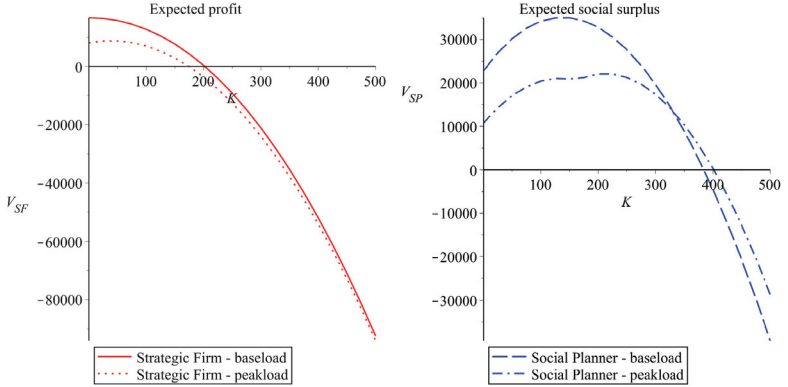 Expected profit
0
100
200
300
400
500
K
−20000
−40000
V_SF
−60000
−80000
Strategic Firm - baseload
Strategic Firm - peakload
Expected social surplus
30000
V_SP
20000
10000
0
100
200
300
400
500
K
−10000
−20000
−30000
Social Planner - baseload
Social Planner - peakload